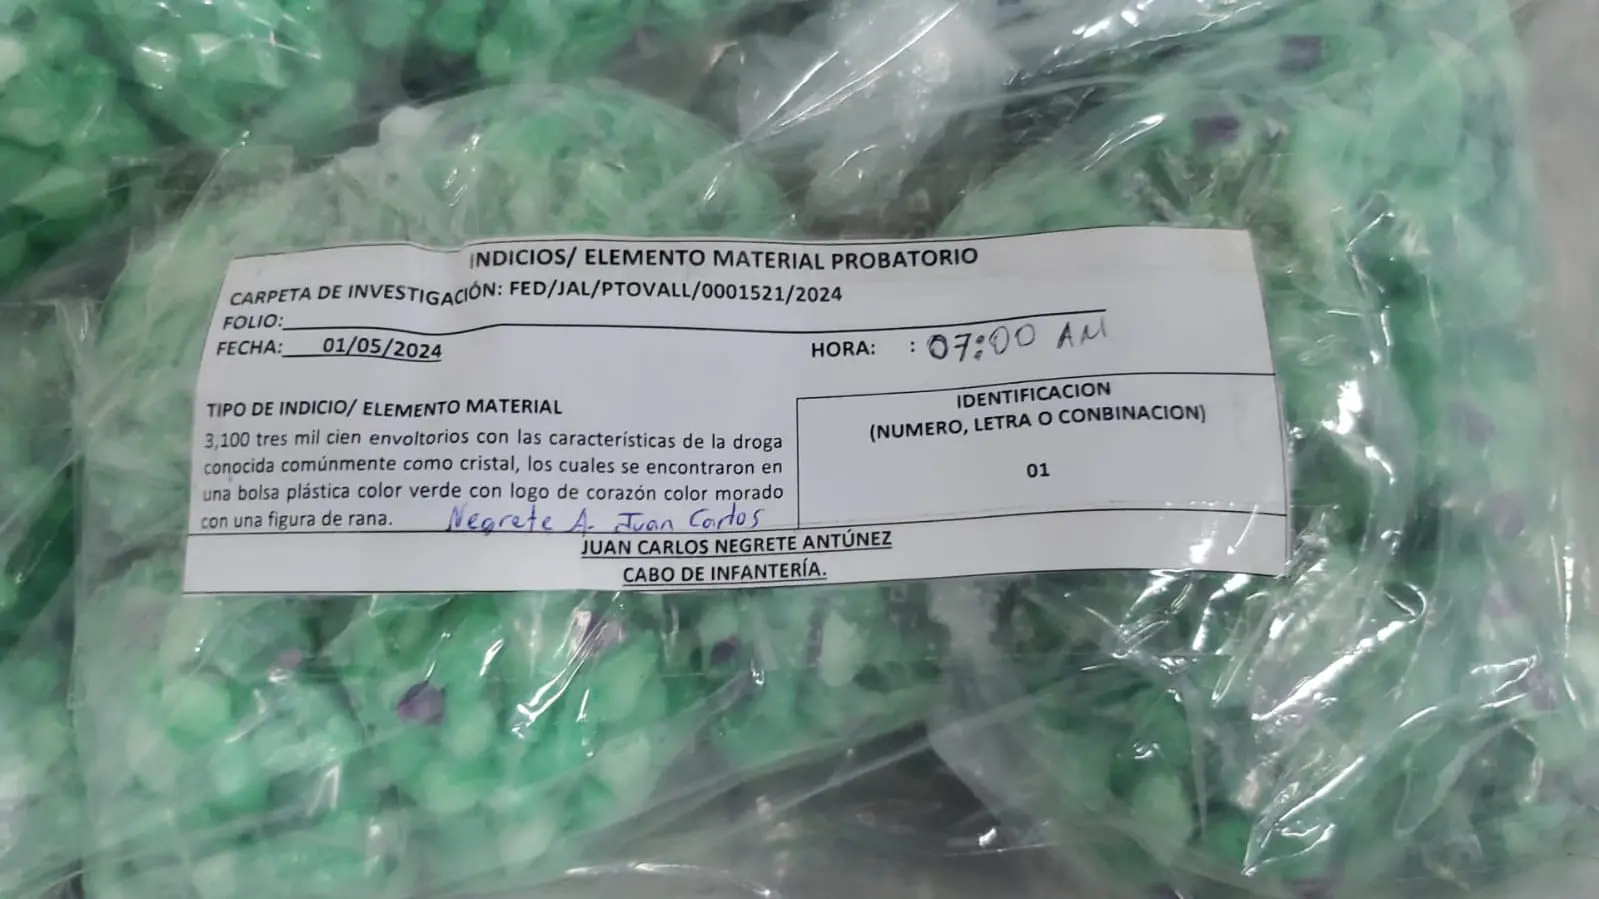 INDICIOS/ ELEMENTO MATERIAL PROBATORIO
CARPETA DE INVESTIGACIÓN: FED/JAL/PTOVALL/0001521/2024
FOLIO:
FECHA: 01/05/2024
HORA: : 07:00 AM
TIPO DE INDICIO/ ELEMENTO MATERIAL
3,100 tres mil cien envoltorios con las características de la droga
conocida comúnmente como cristal, los cuales se encontraron en
una bolsa plástica color verde con logo de corazón color morado
con una figura de rana.
IDENTIFICACION
(NUMERO, LETRA O CONBINACION)
01
Negrete A. Juan Carlos
JUAN CARLOS NEGRETE ANTÚNEZ
CABO DE INFANTERÍA.